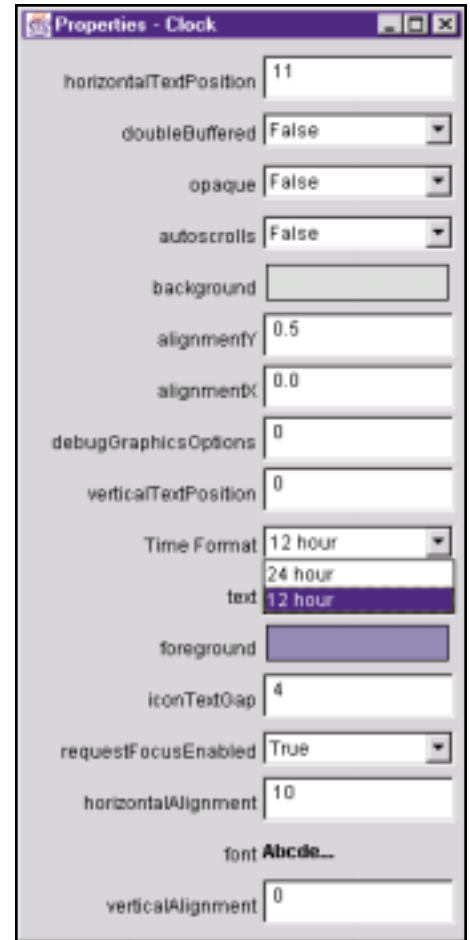 Properties - Clock
horizontalTextPosition 11
doubleBuffered False
opaque False
autoscrolls False
background
alignmentY 0.5
alignmentX 0.0
debugGraphicsOptions 0
verticalTextPosition 0
Time Format 12 hour
24 hour
text 12 hour
foreground
iconTextGap 4
requestFocusEnabled True
horizontalAlignment 10
font Abcde...
verticalAlignment 0